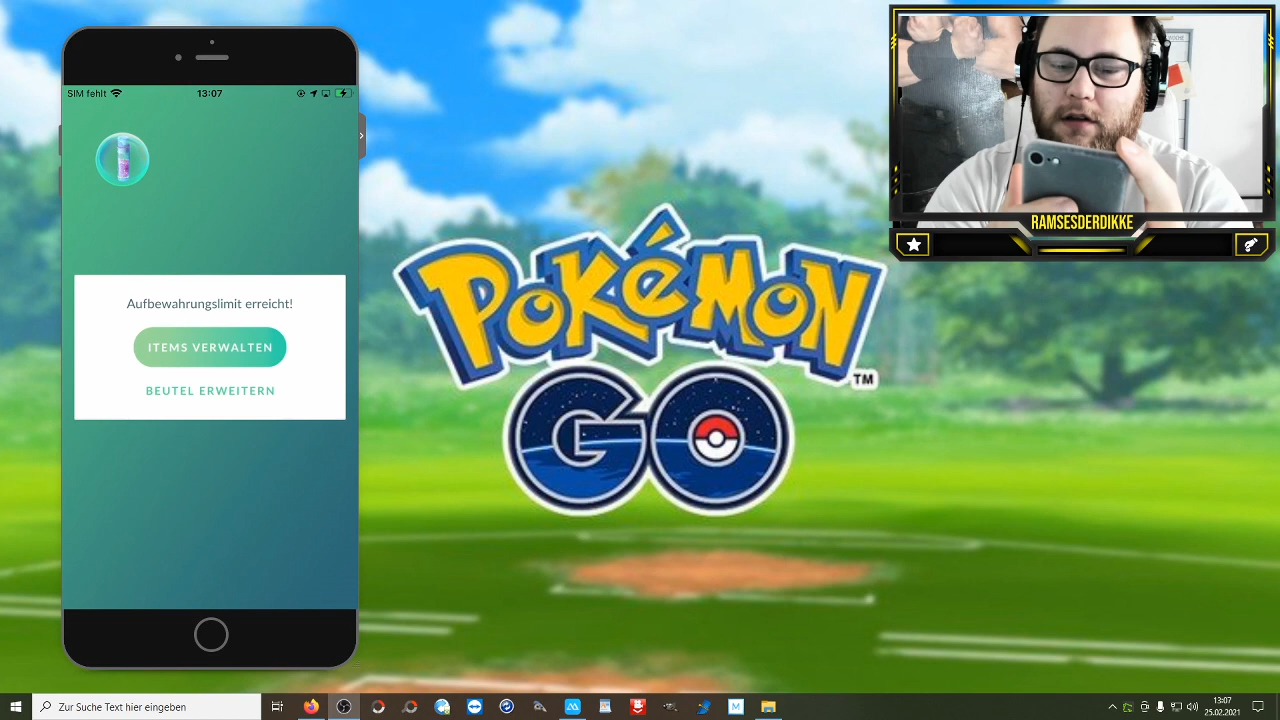 SIM fehlt
13:07
Aufbewahrungslimit erreicht!
ITEMS VERWALTEN
BEUTEL ERWEITERN
POKéMON
TM
GO
RAMSESDERDIKKE
Zur Suche Text hier eingeben
M
13:07
25.02.2021